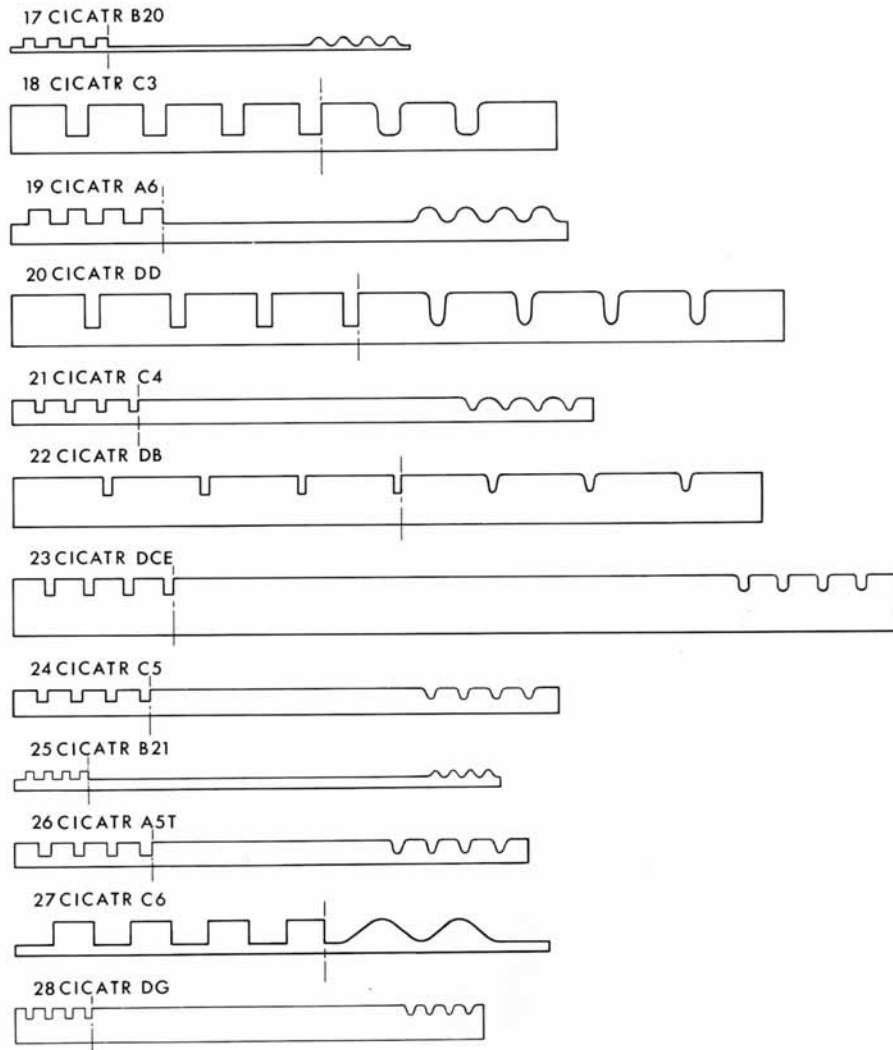 17 CICATR B20
18 CICATR C3
19 CICATR A6
20 CICATR DD
21 CICATR C4
22 CICATR DB
23 CICATR DCE
24 CICATR C5
25 CICATR B21
26 CICATR A5T
27 CICATR C6
28 CICATR DG